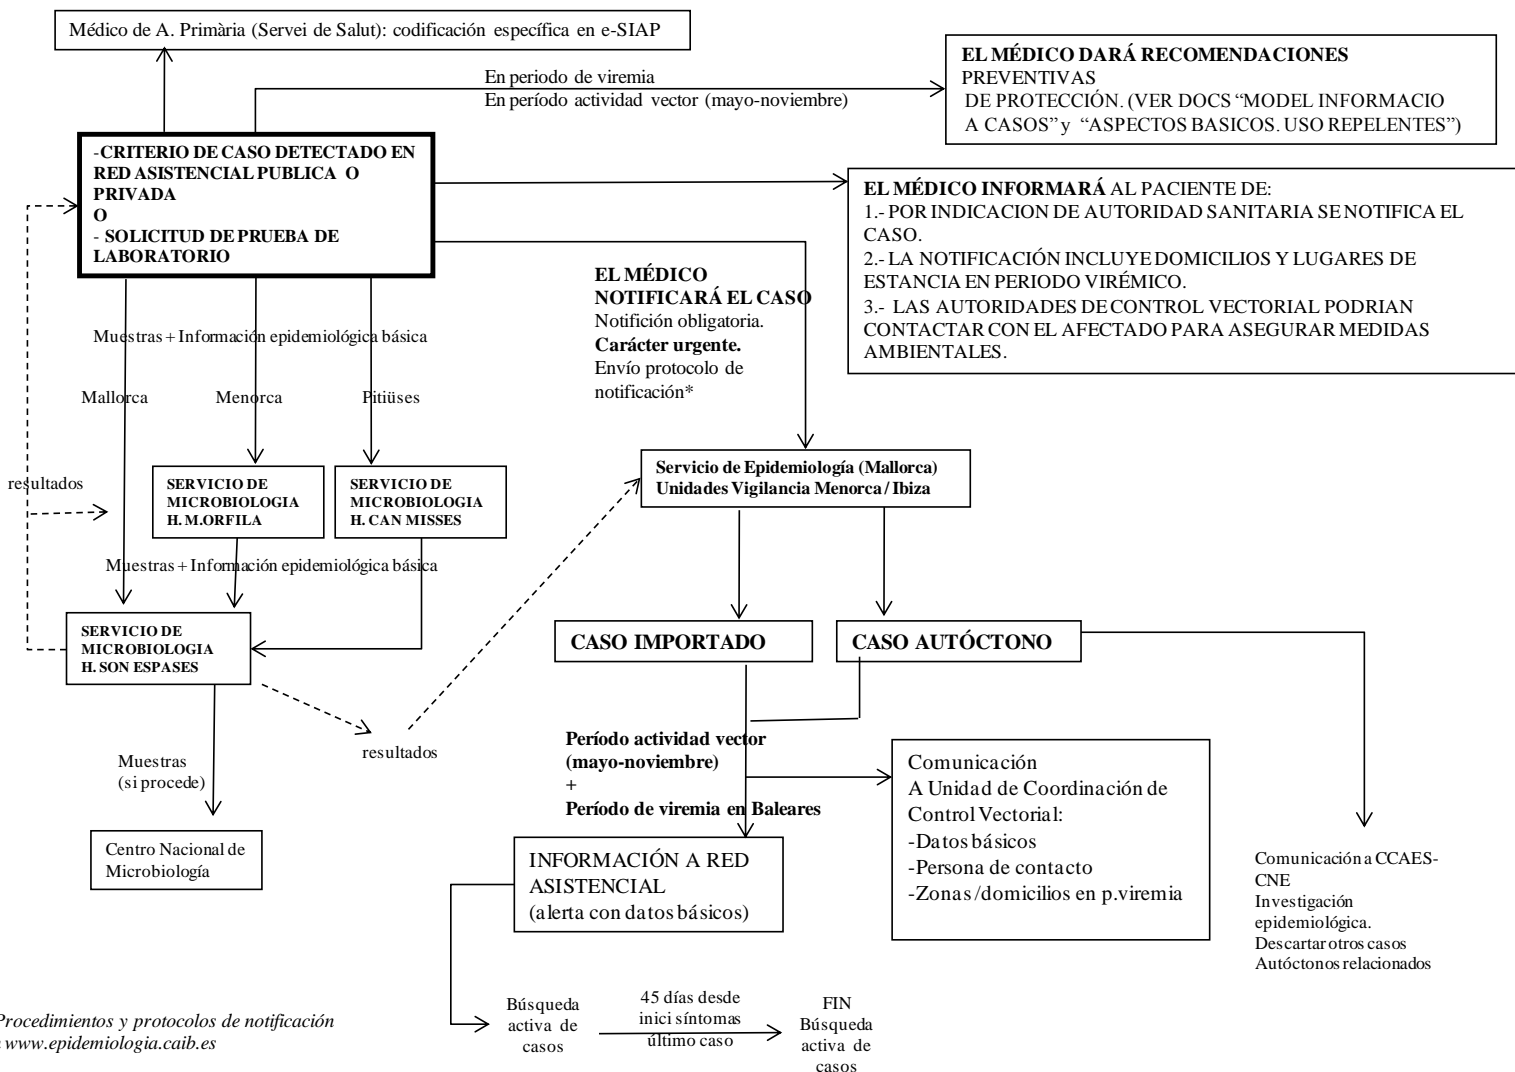 Médico de A. Primària (Servei de Salut): codificación específica en e-SIAP
En periodo de viremia
En período actividad vector (mayo-noviembre)
EL MÉDICO DARÁ RECOMENDACIONES
PREVENTIVAS
DE PROTECCIÓN. (VER DOCS “MODEL INFORMACIO
A CASOS” y “ASPECTOS BASICOS. USO REPELENTES”)
-CRITERIO DE CASO DETECTADO EN
RED ASISTENCIAL PUBLICA O
PRIVADA
O
- SOLICITUD DE PRUEBA DE
LABORATORIO
EL MÉDICO INFORMARÁ AL PACIENTE DE:
1.- POR INDICACION DE AUTORIDAD SANITARIA SE NOTIFICA EL
CASO.
2.- LA NOTIFICACIÓN INCLUYE DOMICILIOS Y LUGARES DE
ESTANCIA EN PERIODO VIRÉMICO.
3.- LAS AUTORIDADES DE CONTROL VECTORIAL PODRIAN
CONTACTAR CON EL AFECTADO PARA ASEGURAR MEDIDAS
AMBIENTALES.
EL MÉDICO
NOTIFICARÁ EL CASO
Notifición obligatoria.
Carácter urgente.
Envío protocolo de
notificación*
Muestras + Información epidemiológica básica
Mallorca
Menorca
Pitiüses
resultados
SERVICIO DE
MICROBIOLOGIA
H. M.ORFILA
SERVICIO DE
MICROBIOLOGIA
H. CAN MISSES
Servicio de Epidemiología (Mallorca)
Unidades Vigilancia Menorca / Ibiza
Muestras + Información epidemiológica básica
SERVICIO DE
MICROBIOLOGIA
H. SON ESPASES
CASO IMPORTADO
CASO AUTÓCTONO
resultados
Muestras
(si procede)
Centro Nacional de
Microbiología
Período actividad vector
(mayo-noviembre)
+
Período de viremia en Baleares
Comunicación
A Unidad de Coordinación de
Control Vectorial:
-Datos básicos
-Persona de contacto
-Zonas /domicilios en p.viremia
INFORMACIÓN A RED
ASISTENCIAL
(alerta con datos básicos)
Comunicación a CCAES-
CNE
Investigación
epidemiológica.
Descartar otros casos
Autóctonos relacionados
Búsqueda
activa de
casos
45 días desde
inici síntomas
último caso
FIN
Búsqueda
activa de
casos
Procedimientos y protocolos de notificación
www.epidemiologia.caib.es